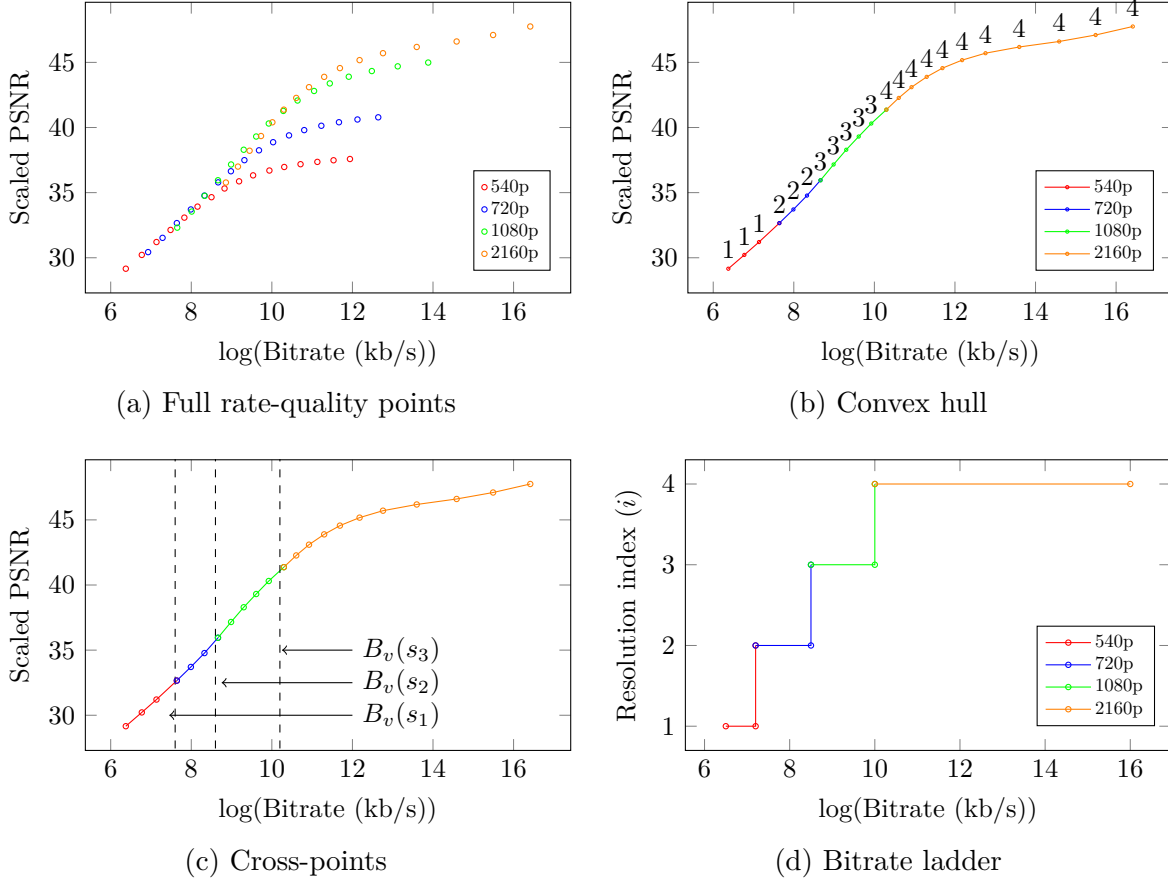 45
40
35
30
6 8 10 12 14 16
Scaled PSNR
log(Bitrate (kb/s))
540p
720p
1080p
2160p
(a) Full rate-quality points
45
40
35
30
6 8 10 12 14 16
Scaled PSNR
log(Bitrate (kb/s))
1 1 1 2 2 2 3 3 3 3 3 4 4 4 4 4 4 4 4 4 4 4
540p
720p
1080p
2160p
(b) Convex hull
45
40
35
30
6 8 10 12 14 16
Scaled PSNR
log(Bitrate (kb/s))
B_v(s_3)
B_v(s_2)
B_v(s_1)
(c) Cross-points
4
3
2
1
6 8 10 12 14 16
Resolution index (i)
log(Bitrate (kb/s))
540p
720p
1080p
2160p
(d) Bitrate ladder